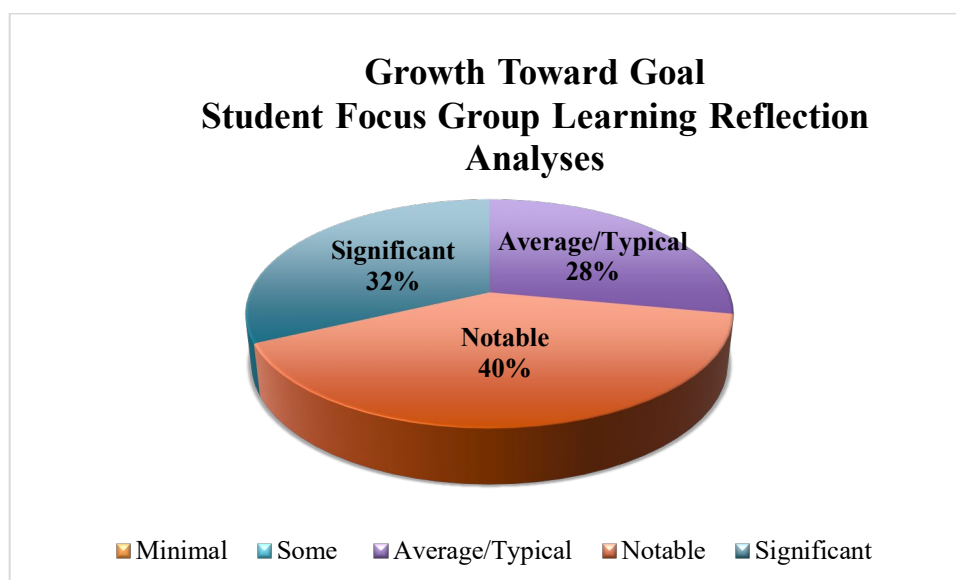 Growth Toward Goal
Student Focus Group Learning Reflection
Analyses
Significant
32%
Average/Typical
28%
Notable
40%
Minimal Some Average/Typical Notable Significant